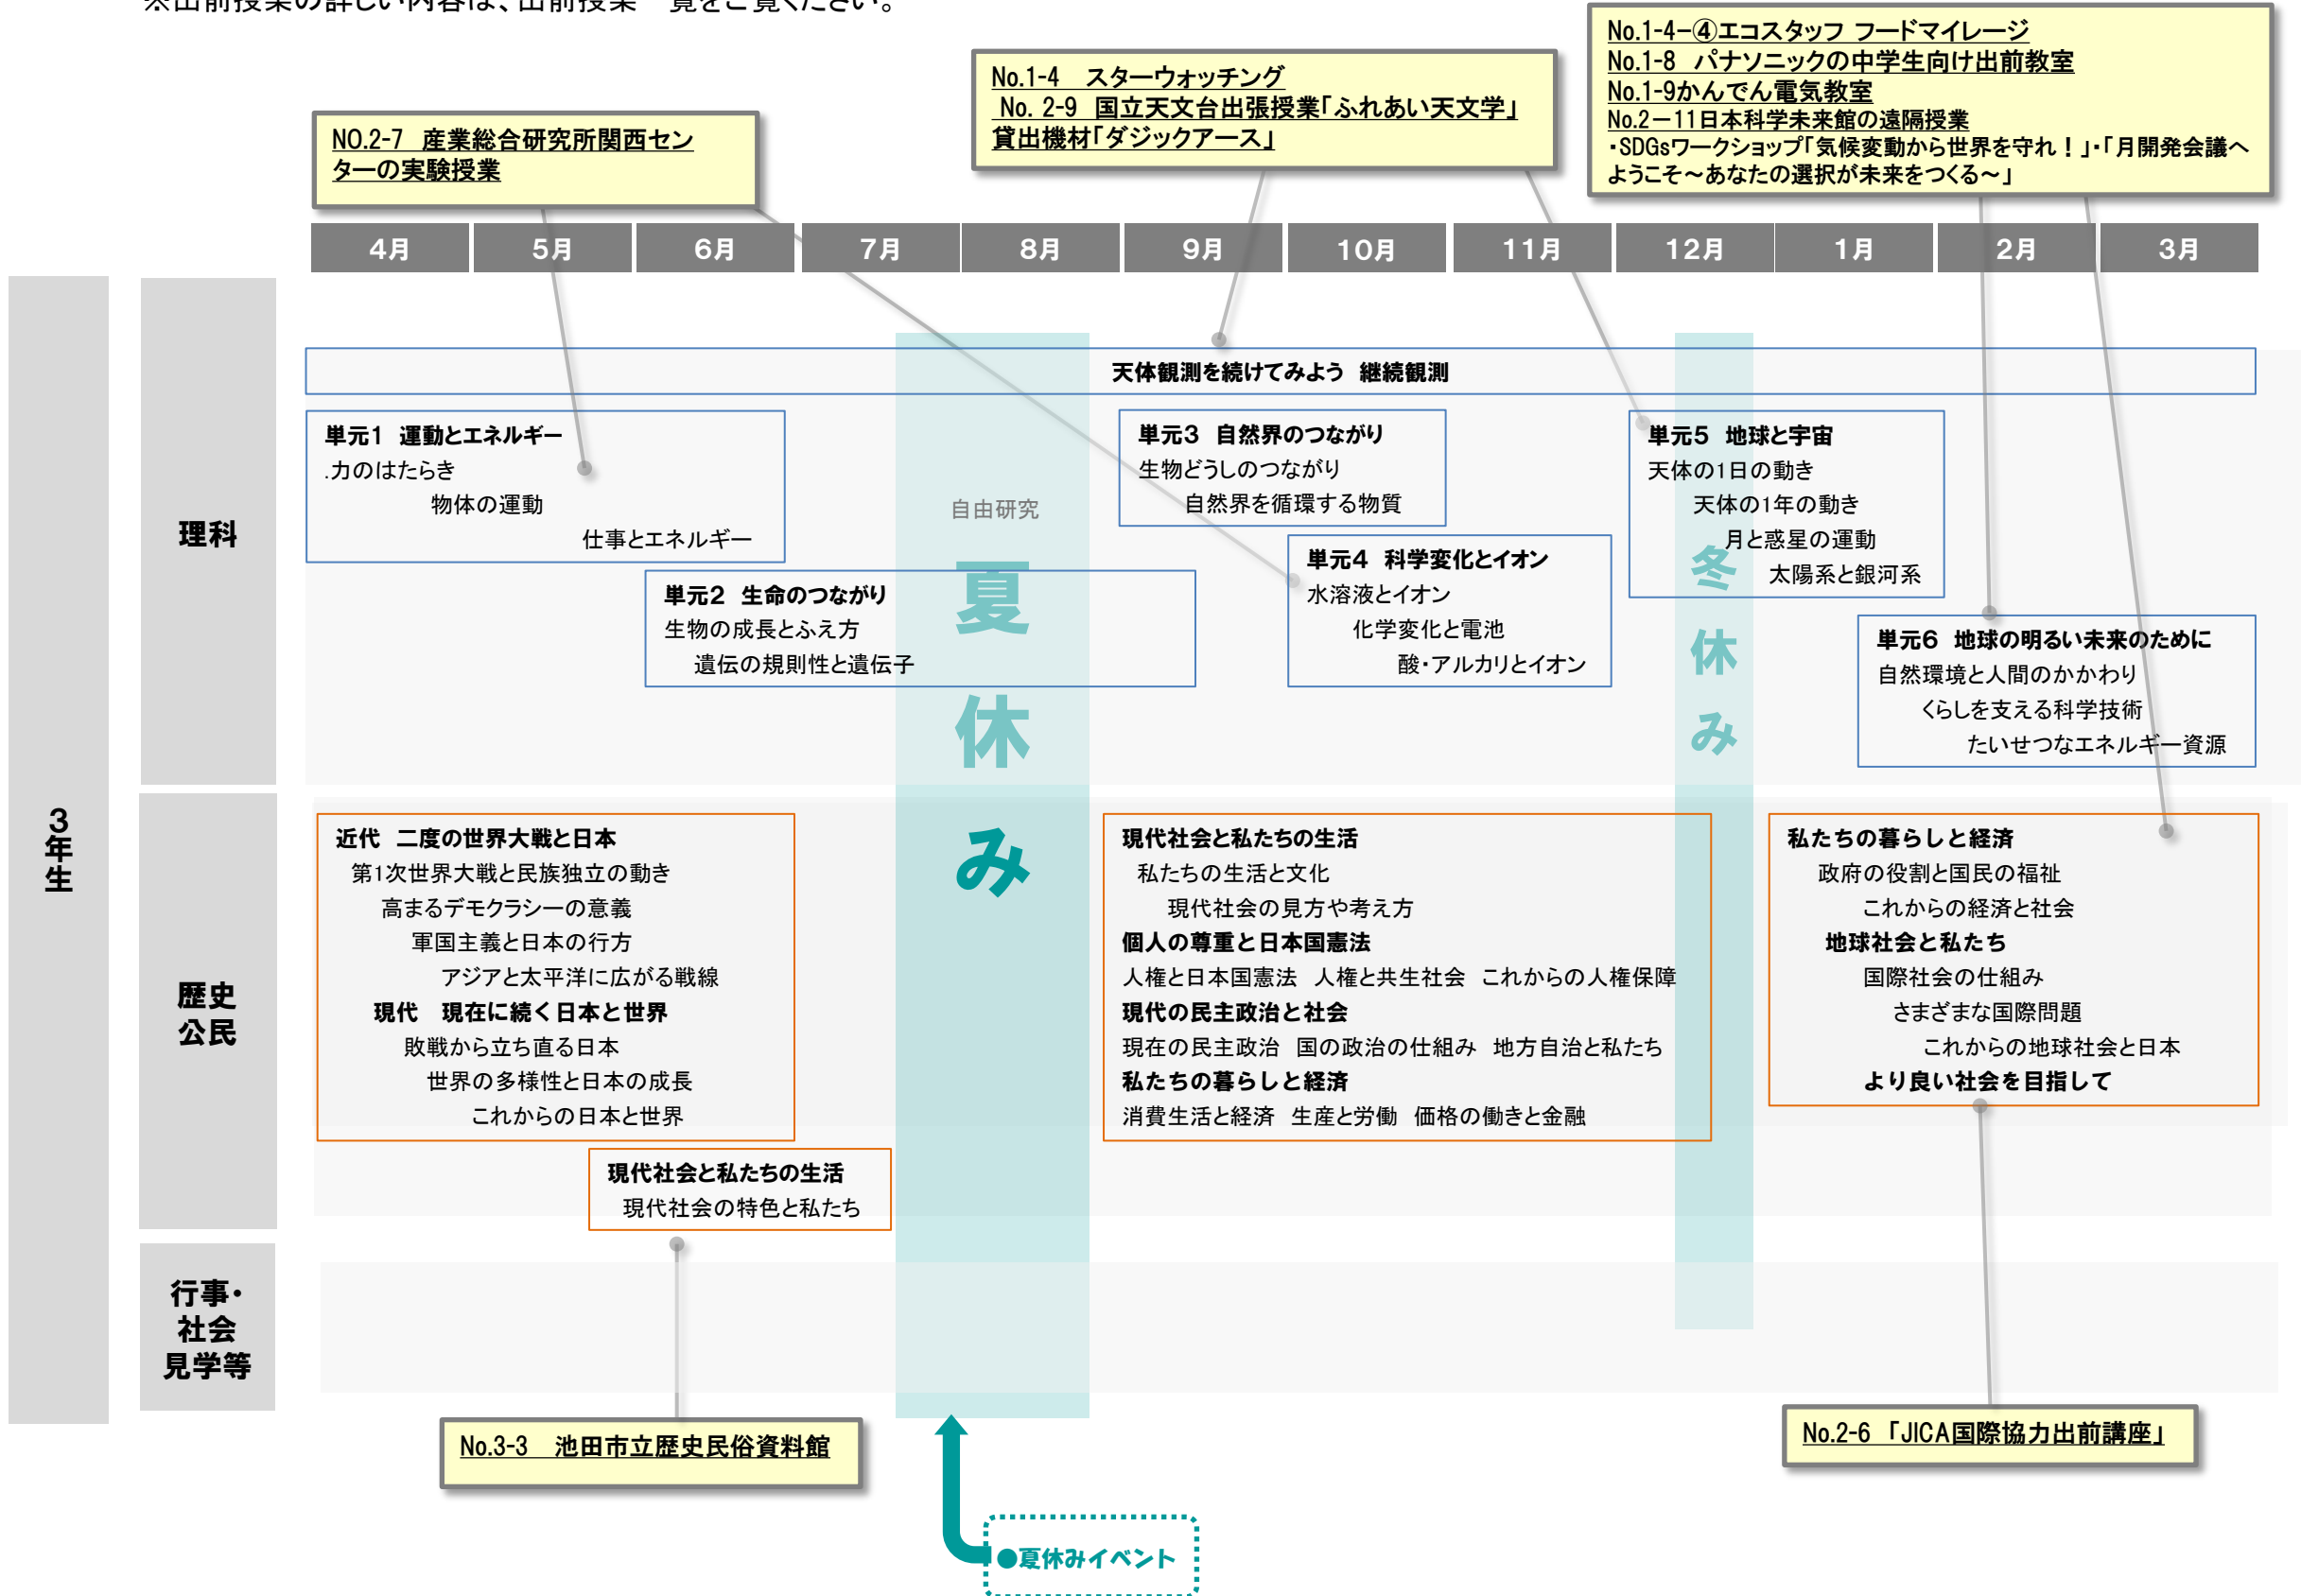 ※出前授業の詳しい内容は、出前授業一覧をご覧ください。
NO.2-7 産業総合研究所関西セン
ターの実験授業
No.1-4 スターウォッチング
No. 2-9 国立天文台出張授業「ふれあい天文学」
貸出機材「ダジックアース」
No.1-4-④エコスタッフ フードマイレージ
No.1-8 パナソニックの中学生向け出前教室
No.1-9かんでん電気教室
No.2－11日本科学未来館の遠隔授業
・SDGsワークショップ「気候変動から世界を守れ！」・「月開発会議へ
ようこそ～あなたの選択が未来をつくる～」
4月 5月 6月 7月 8月 9月 10月 11月 12月 1月 2月 3月
3年生
理科
天体観測を続けてみよう 継続観測
単元1 運動とエネルギー
.力のはたらき
物体の運動
仕事とエネルギー
単元2 生命のつながり
生物の成長とふえ方
遺伝の規則性と遺伝子
自由研究
夏休み
単元3 自然界のつながり
生物どうしのつながり
自然界を循環する物質
単元4 科学変化とイオン
水溶液とイオン
化学変化と電池
酸・アルカリとイオン
単元5 地球と宇宙
天体の1日の動き
天体の1年の動き
月と惑星の運動
太陽系と銀河系
冬休み
単元6 地球の明るい未来のために
自然環境と人間のかかわり
くらしを支える科学技術
たいせつなエネルギー資源
歴史
公民
近代 二度の世界大戦と日本
第1次世界大戦と民族独立の動き
高まるデモクラシーの意義
軍国主義と日本の行方
アジアと太平洋に広がる戦線
現代 現在に続く日本と世界
敗戦から立ち直る日本
世界の多様性と日本の成長
これからの日本と世界
現代社会と私たちの生活
現代社会の特色と私たち
現代社会と私たちの生活
私たちの生活と文化
現代社会の見方や考え方
個人の尊重と日本国憲法
人権と日本国憲法 人権と共生社会 これからの人権保障
現代の民主政治と社会
現在の民主政治 国の政治の仕組み 地方自治と私たち
私たちの暮らしと経済
消費生活と経済 生産と労働 価格の働きと金融
私たちの暮らしと経済
政府の役割と国民の福祉
これからの経済と社会
地球社会と私たち
国際社会の仕組み
さまざまな国際問題
これからの地球社会と日本
より良い社会を目指して
行事・
社会
見学等
No.3-3 池田市立歴史民俗資料館
No.2-6 「JICA国際協力出前講座」
●夏休みイベント